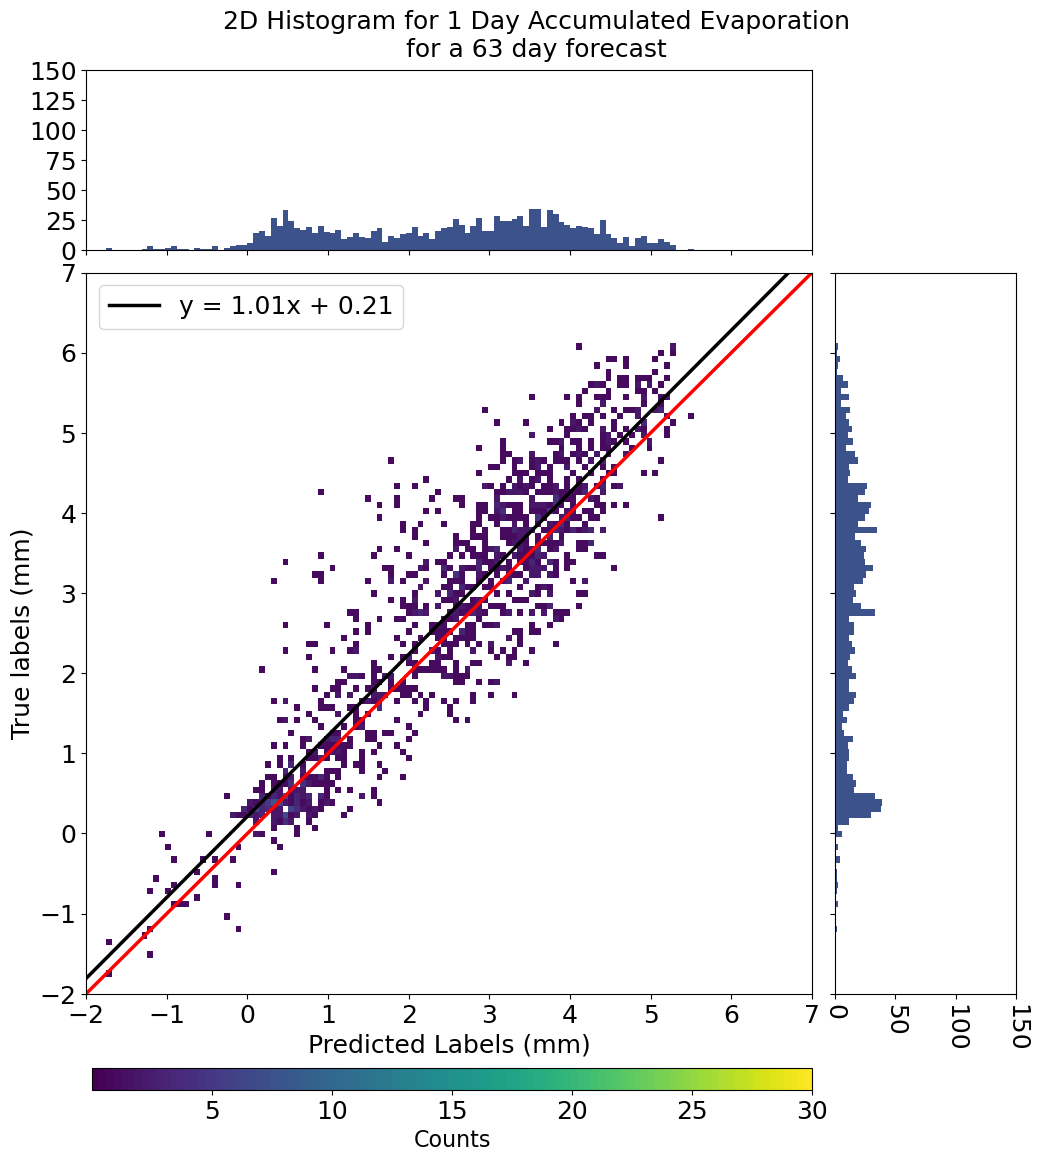 2D Histogram for 1 Day Accumulated Evaporation
for a 63 day forecast
150
125
100
75
50
25
0
7
6
5
4
3
2
1
0
−1
−2
True labels (mm)
y = 1.01x + 0.21
−2 −1 0 1 2 3 4 5 6 7
Predicted Labels (mm)
0 50 100 150
5 10 15 20 25 30
Counts